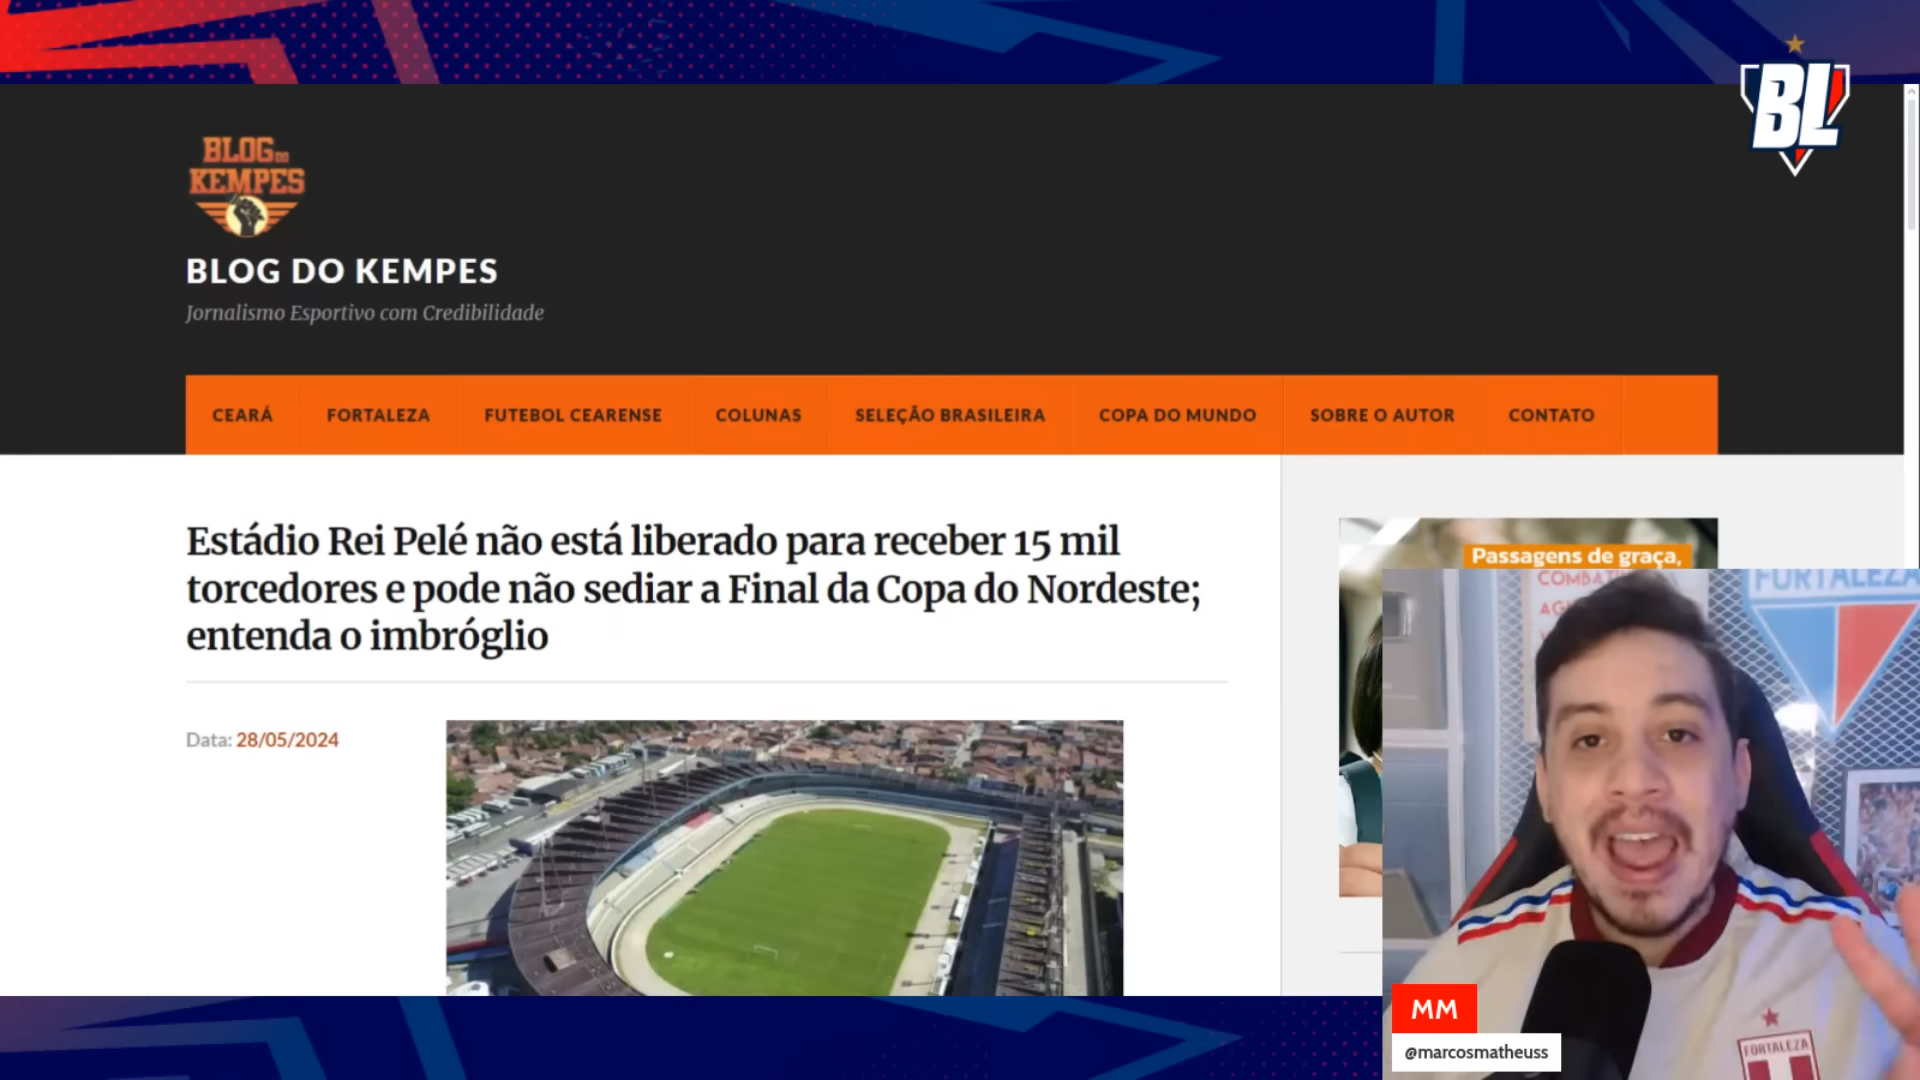 BL
BLOG DO
KEMPES
BLOG DO KEMPES
Jornalismo Esportivo com Credibilidade
CEARÁ FORTALEZA FUTEBOL CEARENSE COLUNAS SELEÇÃO BRASILEIRA COPA DO MUNDO SOBRE O AUTOR CONTATO
Estádio Rei Pelé não está liberado para receber 15 mil
torcedores e pode não sediar a Final da Copa do Nordeste;
entenda o imbróglio
Data: 28/05/2024
Passagens de graça,
FORTALEZA
FORTALEZA
MM
@marcosmatheuss